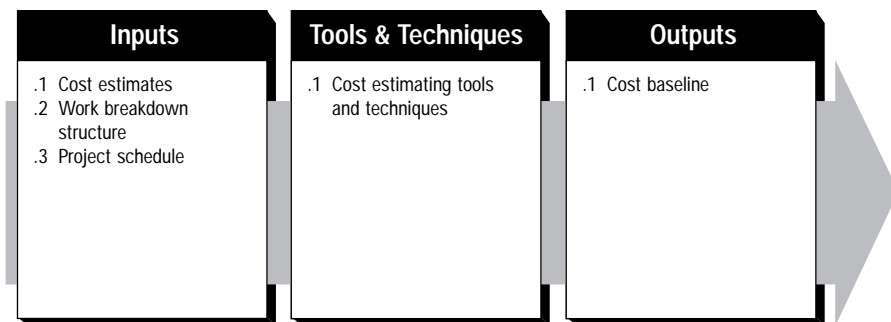 Inputs
.1 Cost estimates
.2 Work breakdown
structure
.3 Project schedule
Tools & Techniques
.1 Cost estimating tools
and techniques
Outputs
.1 Cost baseline